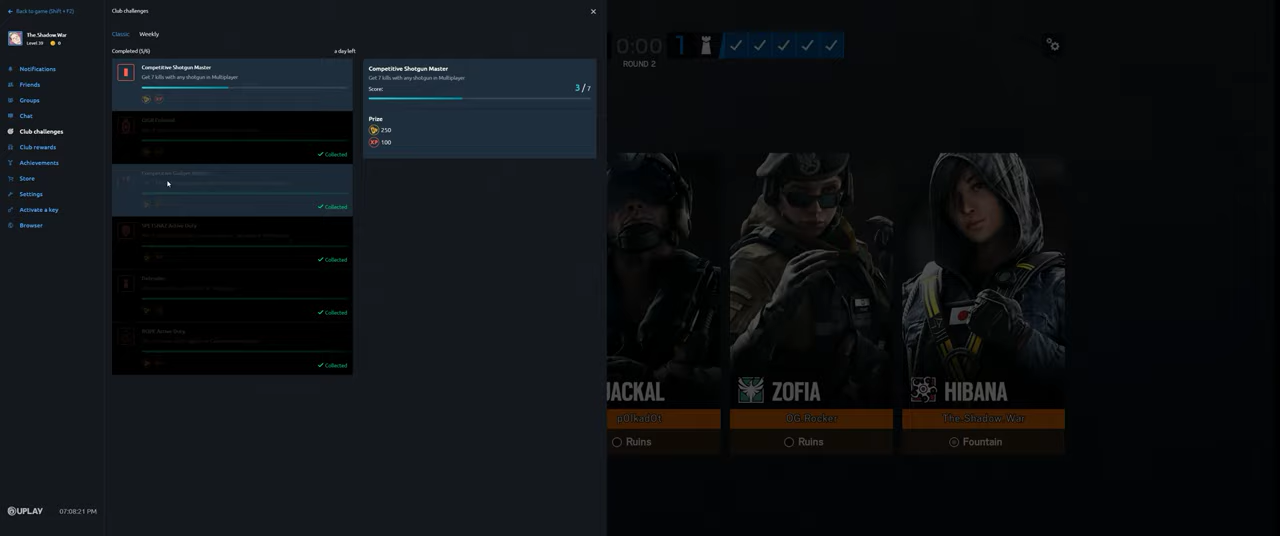 Back to game (Shift + F2)
The.Shadow.War
Level 39
0
Notifications
Friends
Groups
Chat
Club challenges
Club rewards
Achievements
Store
Settings
Activate a key
Browser
UPLAY
07:08:21 PM
Club challenges
Classic
Weekly
Completed (5/6)
a day left
Competitive Shotgun Master
Get 7 kills with any shotgun in Multiplayer
XP
Collected
Collected
Collected
Collected
Collected
Competitive Shotgun Master
Get 7 kills with any shotgun in Multiplayer
Score:
3 / 7
Prize
250
XP 100
0:00
1
ROUND 2
JACKAL
ZOFIA
HIBANA
p0lkad0t
OG.Rocker
The.Shadow.War
Ruins
Ruins
Fountain